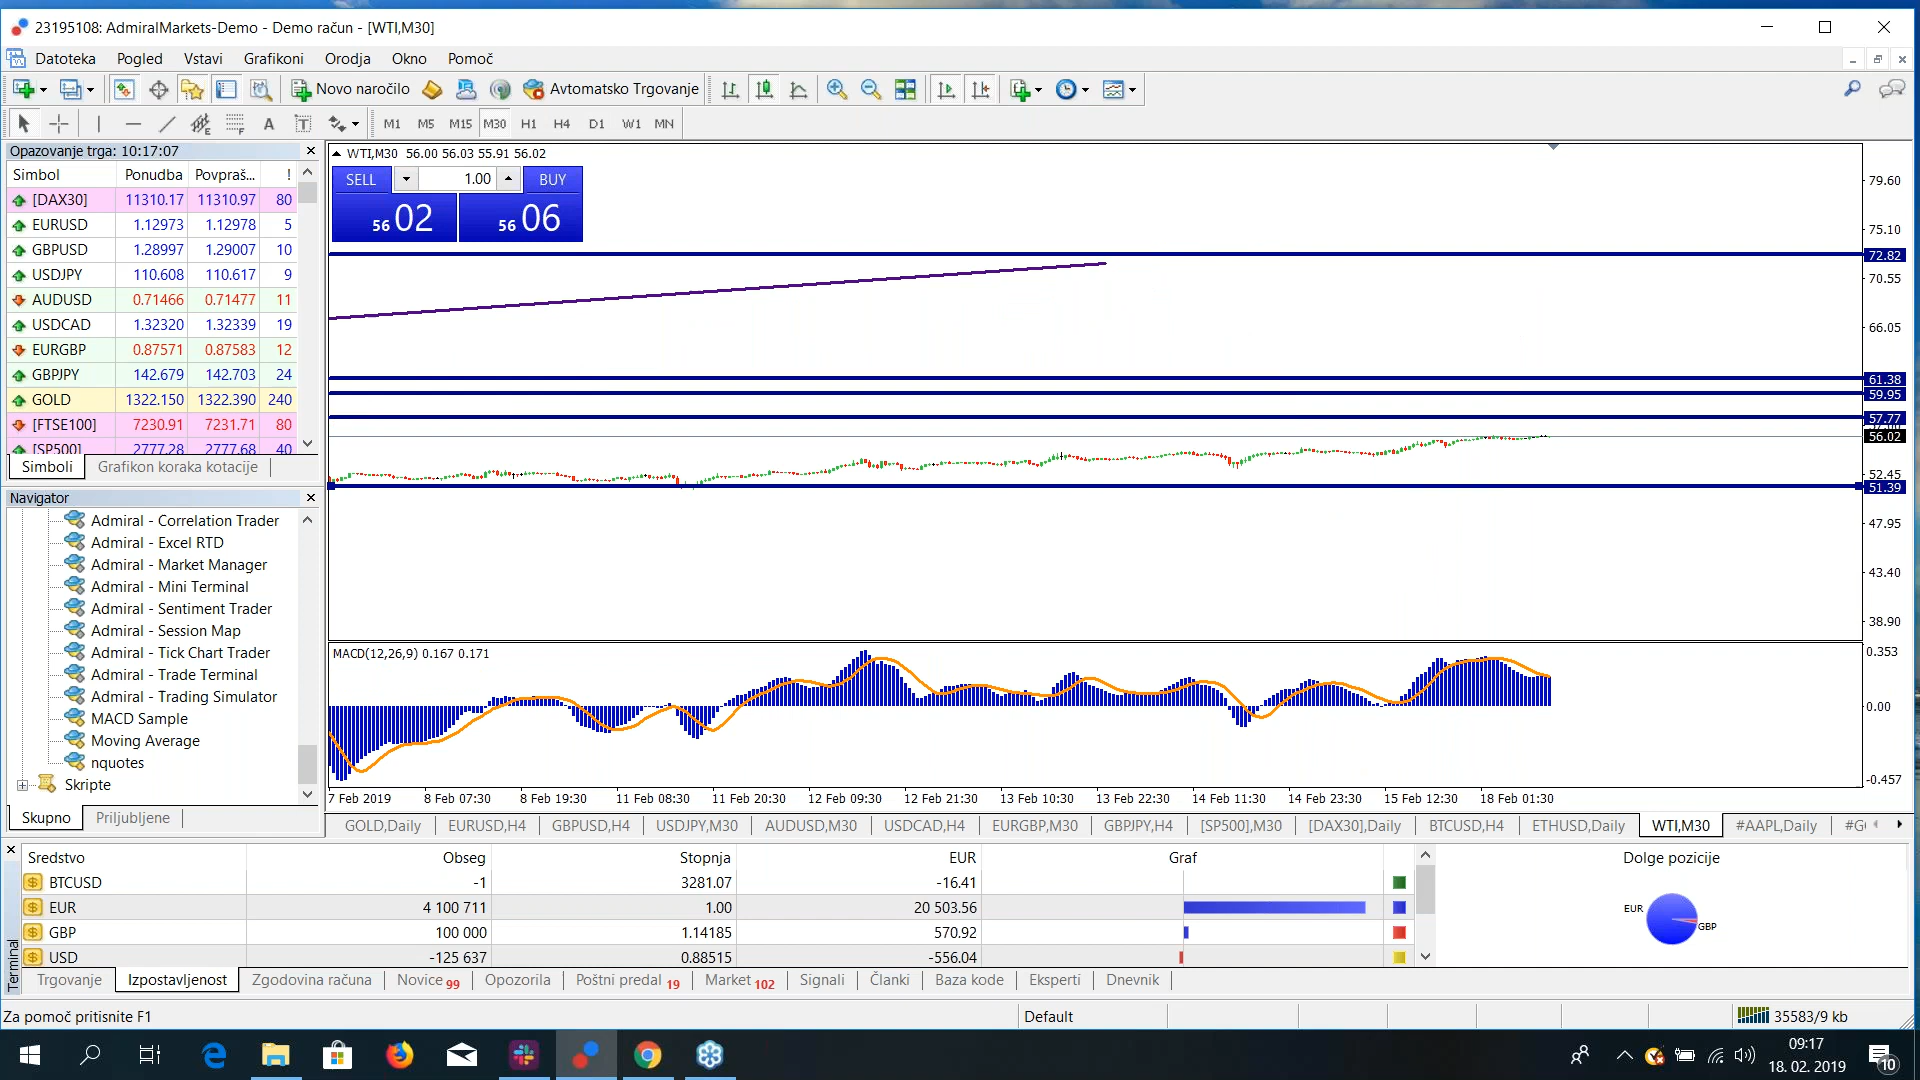 23195108: AdmiralMarkets-Demo - Demo račun - [WTI,M30]
Datoteka Pogled Vstavi Grafikoni Orodja Okno Pomoč
Novo naročilo Avtomatsko Trgovanje
A T M1 M5 M15 M30 H1 H4 D1 W1 MN
Opazovanje trga: 10:17:07
Simbol Ponudba Povpraš... !
[DAX30] 11310.17 11310.97 80
EURUSD 1.12973 1.12978 5
GBPUSD 1.28997 1.29007 10
USDJPY 110.608 110.617 9
AUDUSD 0.71466 0.71477 11
USDCAD 1.32320 1.32339 19
EURGBP 0.87571 0.87583 12
GBPJPY 142.679 142.703 24
GOLD 1322.150 1322.390 240
[FTSE100] 7230.91 7231.71 80
[SP500] 2777.28 2777.68 40
Simboli Grafikon koraka kotacije
Navigator
Admiral - Correlation Trader
Admiral - Excel RTD
Admiral - Market Manager
Admiral - Mini Terminal
Admiral - Sentiment Trader
Admiral - Session Map
Admiral - Tick Chart Trader
Admiral - Trade Terminal
Admiral - Trading Simulator
MACD Sample
Moving Average
nquotes
Skripte
Skupno Priljubljene
WTI,M30 56.00 56.03 55.91 56.02
SELL 1.00 BUY
56 02 56 06
79.60
75.10
72.82
70.55
66.05
61.38
59.95
57.77
56.02
52.45
51.39
47.95
43.40
38.90
MACD(12,26,9) 0.167 0.171
0.353
0.00
-0.457
7 Feb 2019 8 Feb 07:30 8 Feb 19:30 11 Feb 08:30 11 Feb 20:30 12 Feb 09:30 12 Feb 21:30 13 Feb 10:30 13 Feb 22:30 14 Feb 11:30 14 Feb 23:30 15 Feb 12:30 18 Feb 01:30
GOLD,Daily EURUSD,H4 GBPUSD,H4 USDJPY,M30 AUDUSD,M30 USDCAD,H4 EURGBP,M30 GBPJPY,H4 [SP500],M30 [DAX30],Daily BTCUSD,H4 ETHUSD,Daily WTI,M30 #AAPL,Daily
Sredstvo Obseg Stopnja EUR Graf
BTCUSD -1 3281.07 -16.41
EUR 4 100 711 1.00 20 503.56
GBP 100 000 1.14185 570.92
USD -125 637 0.88515 -556.04
Dolge pozicije
EUR
GBP
Terminal
Trgovanje Izpostavljenost Zgodovina računa Novice 99 Opozorila Poštni predal 19 Market 102 Signali Članki Baza kode Eksperti Dnevnik
Za pomoč pritisnite F1 Default 35583/9 kb
09:17
18. 02. 2019
10